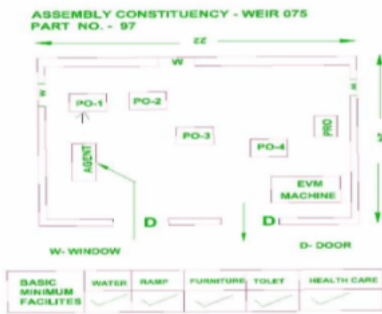 ASSEMBLY CONSTITUENCY - WEIR 075
PART NO. - 97
22
W
W
W
PO-1
PO-2
PO-3
PO-4
PRO
AGENT
EVM
MACHINE
D
D
W- WINDOW
D- DOOR
BASIC
MINIMUM
FACILITES
WATER
RAMP
FURNITURE
TOLET
HEALTH CARE